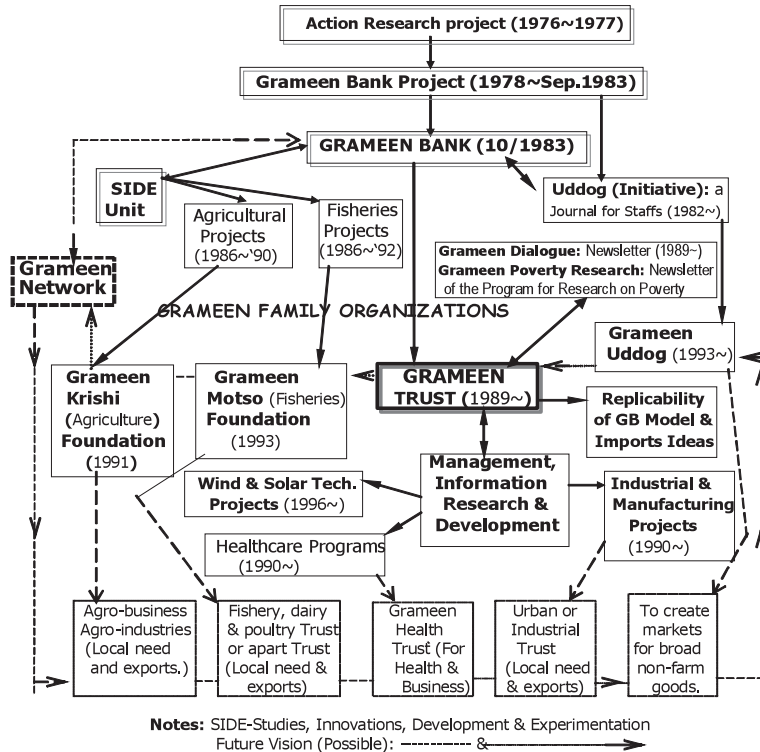 Action Research project (1976~1977)
Grameen Bank Project (1978~Sep.1983)
GRAMEEN BANK (10/1983)
SIDE
Unit
Agricultural
Projects
(1986~'90)
Fisheries
Projects
(1986~'92)
Uddog (Initiative): a
Journal for Staffs (1982~)
Grameen Dialogue: Newsletter (1989~)
Grameen Poverty Research: Newsletter
of the Program for Research on Poverty
Grameen
Network
GRAMEEN FAMILY ORGANIZATIONS
Grameen
Krishi
(Agriculture)
Foundation
(1991)
Grameen
Motso (Fisheries)
Foundation
(1993)
GRAMEEN
TRUST (1989~)
Grameen
Uddog (1993~)
Replicability
of GB Model &
Imports Ideas
Wind & Solar Tech.
Projects (1996~)
Management,
Information
Research &
Development
Industrial &
Manufacturing
Projects
(1990~)
Healthcare Programs
(1990~)
Agro-business
Agro-industries
(Local need
and exports.)
Fishery, dairy
& poultry Trust
or apart Trust
(Local need &
exports)
Grameen
Health
Trust (For
Health &
Business)
Urban or
Industrial
Trust
(Local need
& exports)
To create
markets
for broad
non-farm
goods.
Notes: SIDE-Studies, Innovations, Development & Experimentation
Future Vision (Possible): ---------- &